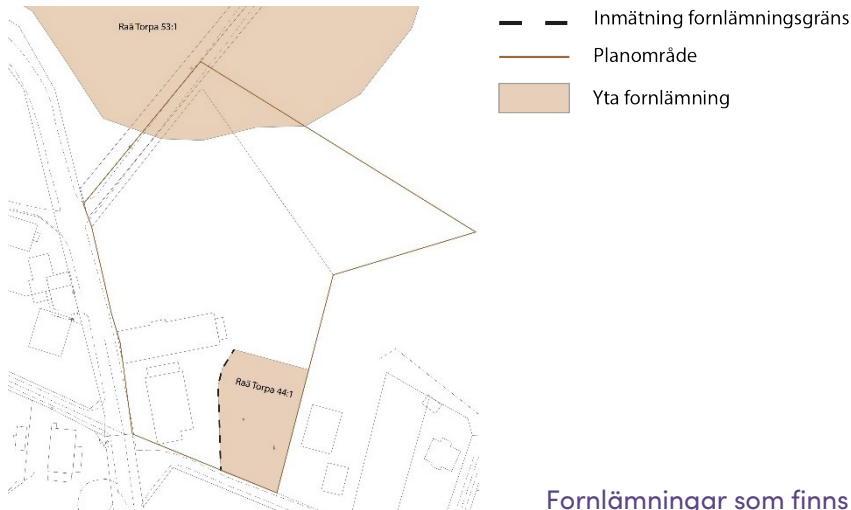 Raä Torpa 53:1
Inmätning fornlämningsgräns
Planområde
Yta fornlämning
Raä Torpa 44:1
Fornlämningar som finns